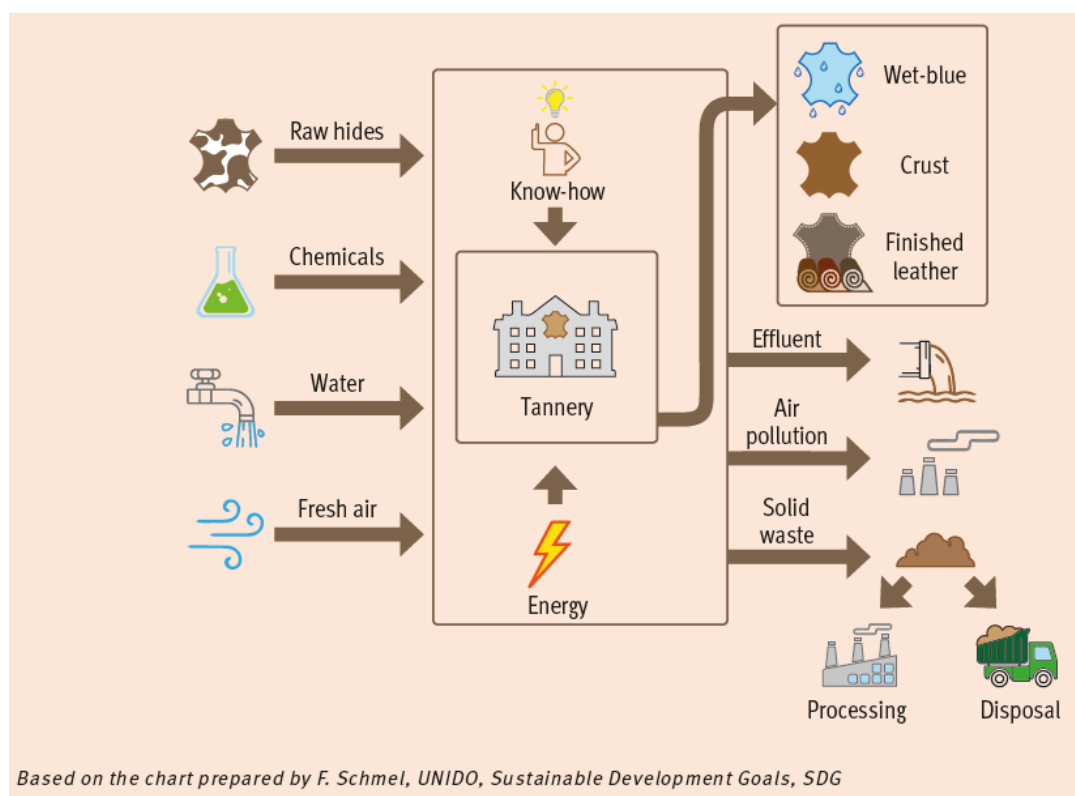 Raw hides
Chemicals
Water
Fresh air
Know-how
Tannery
Energy
Wet-blue
Crust
Finished
leather
Effluent
Air
pollution
Solid
waste
Processing
Disposal
Based on the chart prepared by F. Schmel, UNIDO, Sustainable Development Goals, SDG